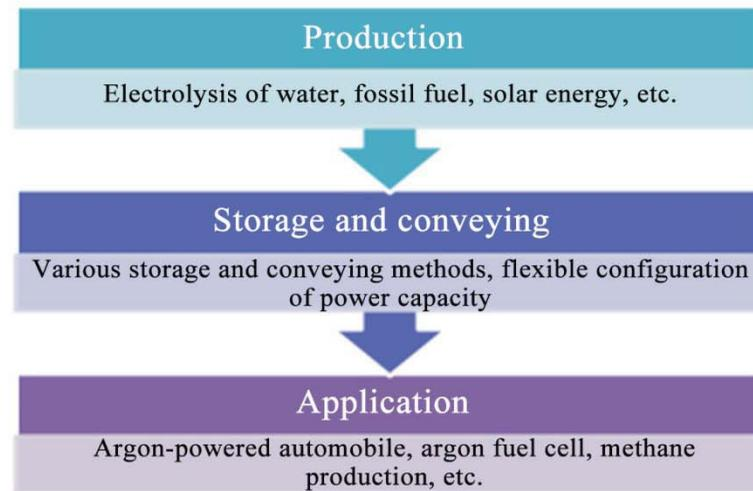 Production
Electrolysis of water, fossil fuel, solar energy, etc.
Storage and conveying
Various storage and conveying methods, flexible configuration
of power capacity
Application
Argon-powered automobile, argon fuel cell, methane
production, etc.